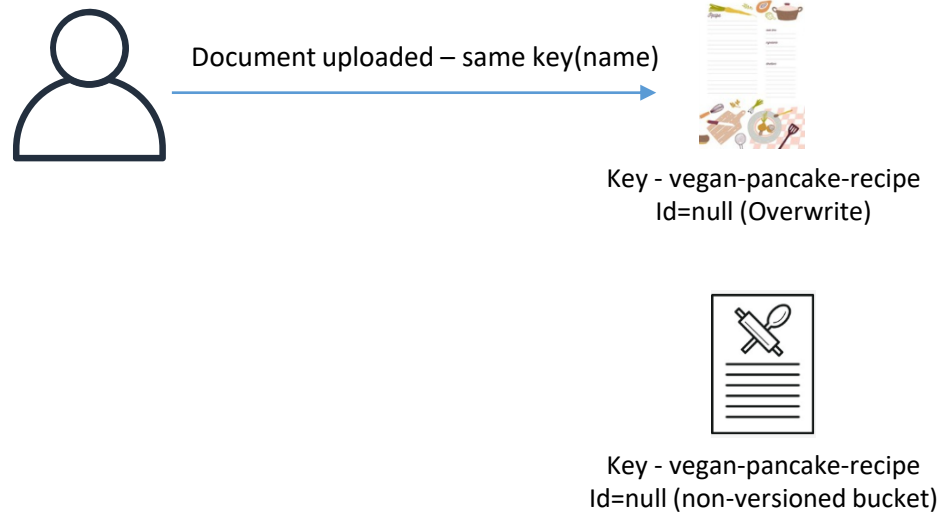 Recipe
Document uploaded – same key(name)
Key - vegan-pancake-recipe
Id=null (Overwrite)
Key - vegan-pancake-recipe
Id=null (non-versioned bucket)